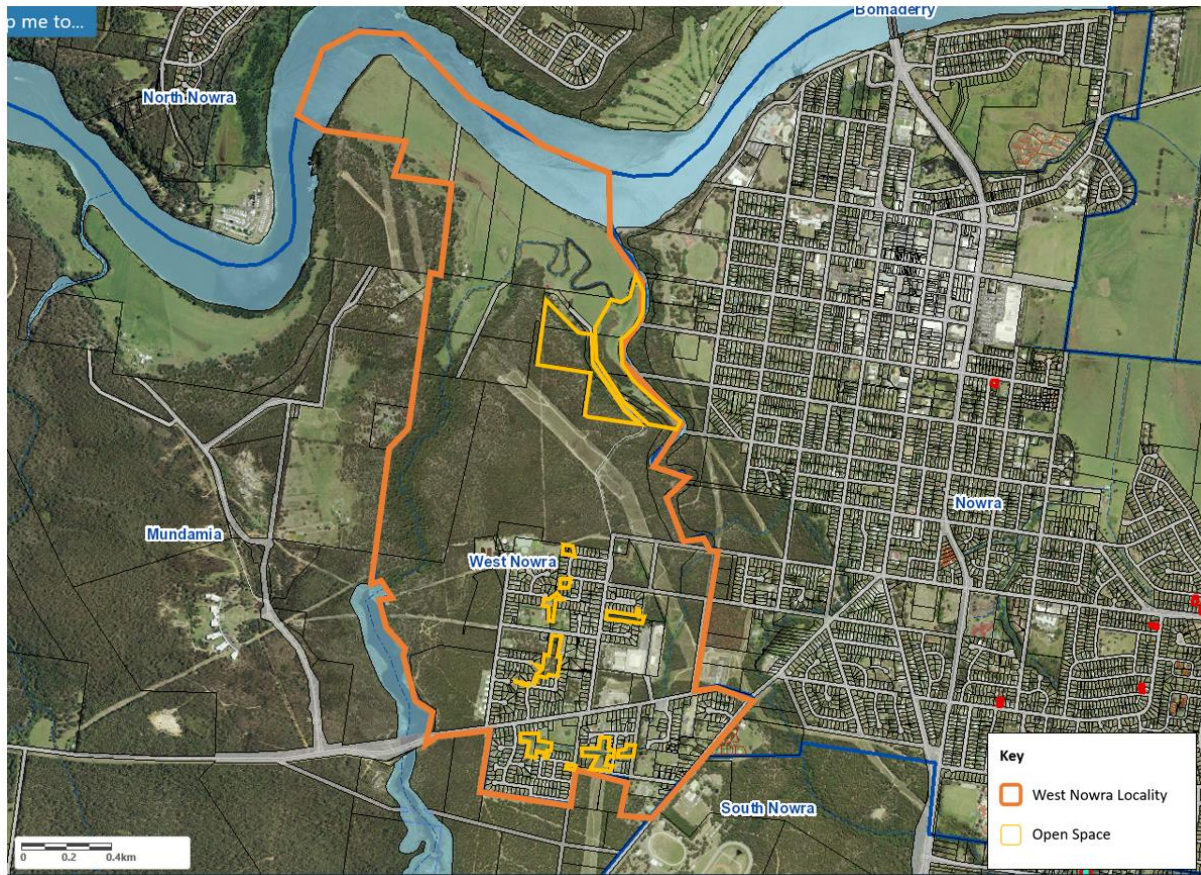 p me to...
Bomaderry
North Nowra
Nowra
Mundamia
West Nowra
South Nowra
Key
West Nowra Locality
Open Space
0 0.2 0.4km